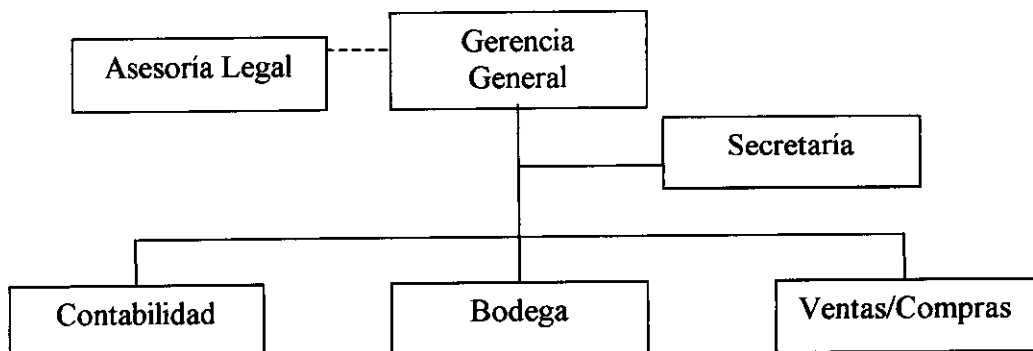 Gerencia
General
Asesoría Legal
Secretaría
Contabilidad
Bodega
Ventas/Compras